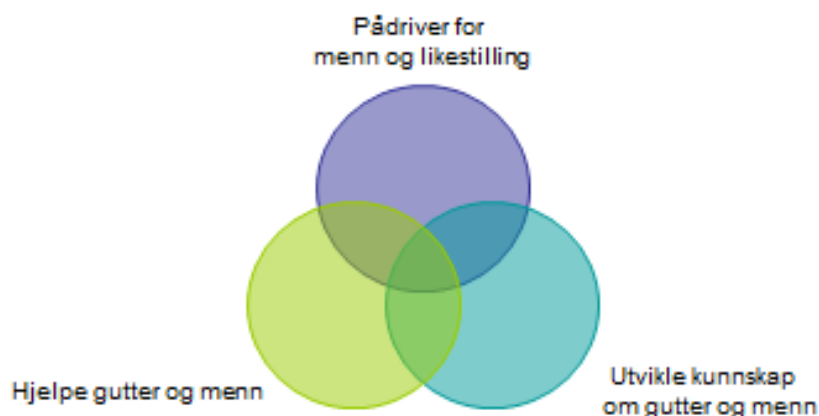 Pådriver for
menn og likestilling
Hjelpe gutter og menn
Utvikle kunnskap
om gutter og menn